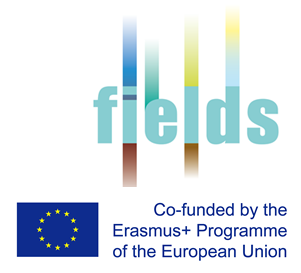 fields
Co-funded by the
Erasmus+ Programme
of the European Union